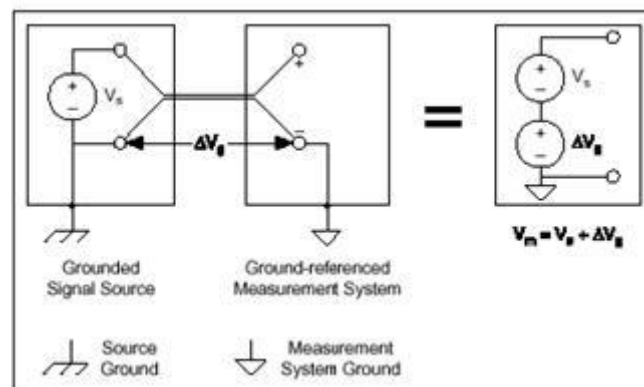 +
−
Vs
ΔVg
+
−
=
+
−
Vs
+
−
ΔVg
Vm = Vs + ΔVg
Grounded
Signal Source
Ground-referenced
Measurement System
Source
Ground
Measurement
System Ground